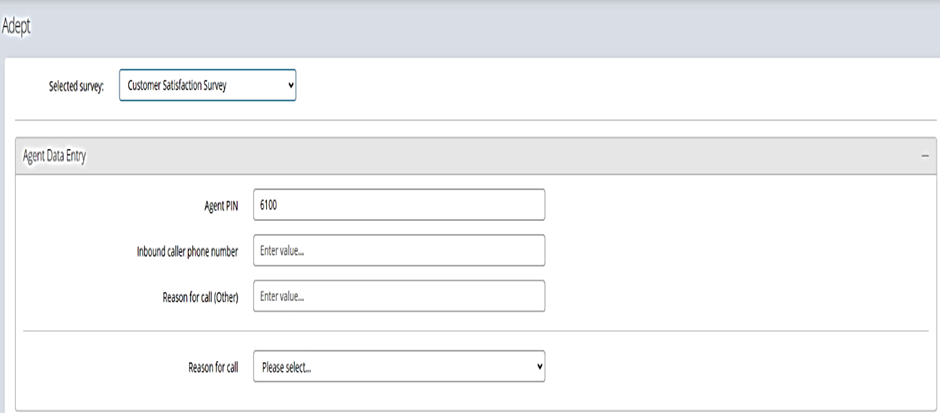 Adept
Selected survey: Customer Satisfaction Survey
Agent Data Entry
Agent PIN 6100
Inbound caller phone number Enter value...
Reason for call (Other) Enter value...
Reason for call Please select...